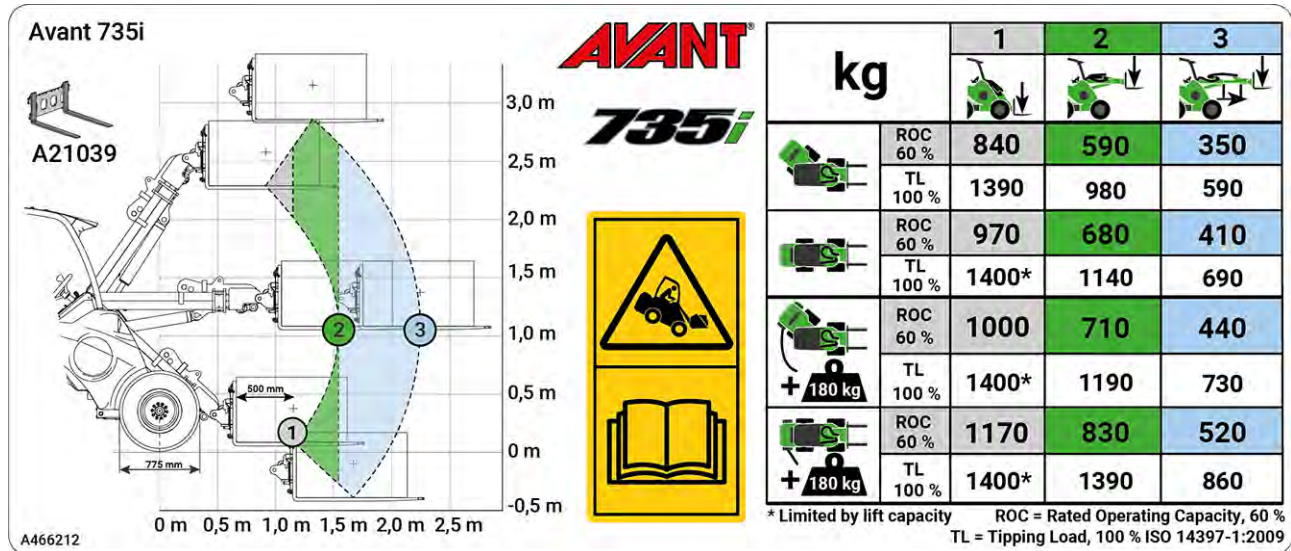 Avant 735i
A21039
3,0 m
2,5 m
2,0 m
1,5 m
1,0 m
0,5 m
0 m
-0,5 m
2
3
500 mm
1
775 mm
0 m 0,5 m 1,0 m 1,5 m 2,0 m 2,5 m
A466212
AVANT®
735i
kg 1 2 3
ROC 60 % 840 590 350
TL 100 % 1390 980 590
ROC 60 % 970 680 410
TL 100 % 1400* 1140 690
ROC 60 % 1000 710 440
+ 180 kg TL 100 % 1400* 1190 730
ROC 60 % 1170 830 520
+ 180 kg TL 100 % 1400* 1390 860
* Limited by lift capacity ROC = Rated Operating Capacity, 60 %
TL = Tipping Load, 100 % ISO 14397-1:2009